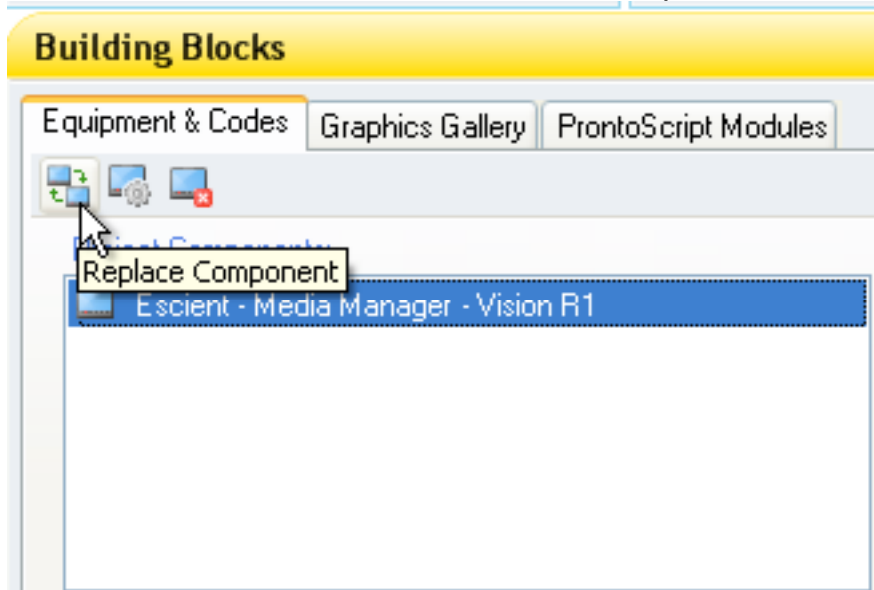 Building Blocks
Equipment & Codes
Graphics Gallery
ProntoScript Modules
Replace Component
Escient - Media Manager - Vision R1